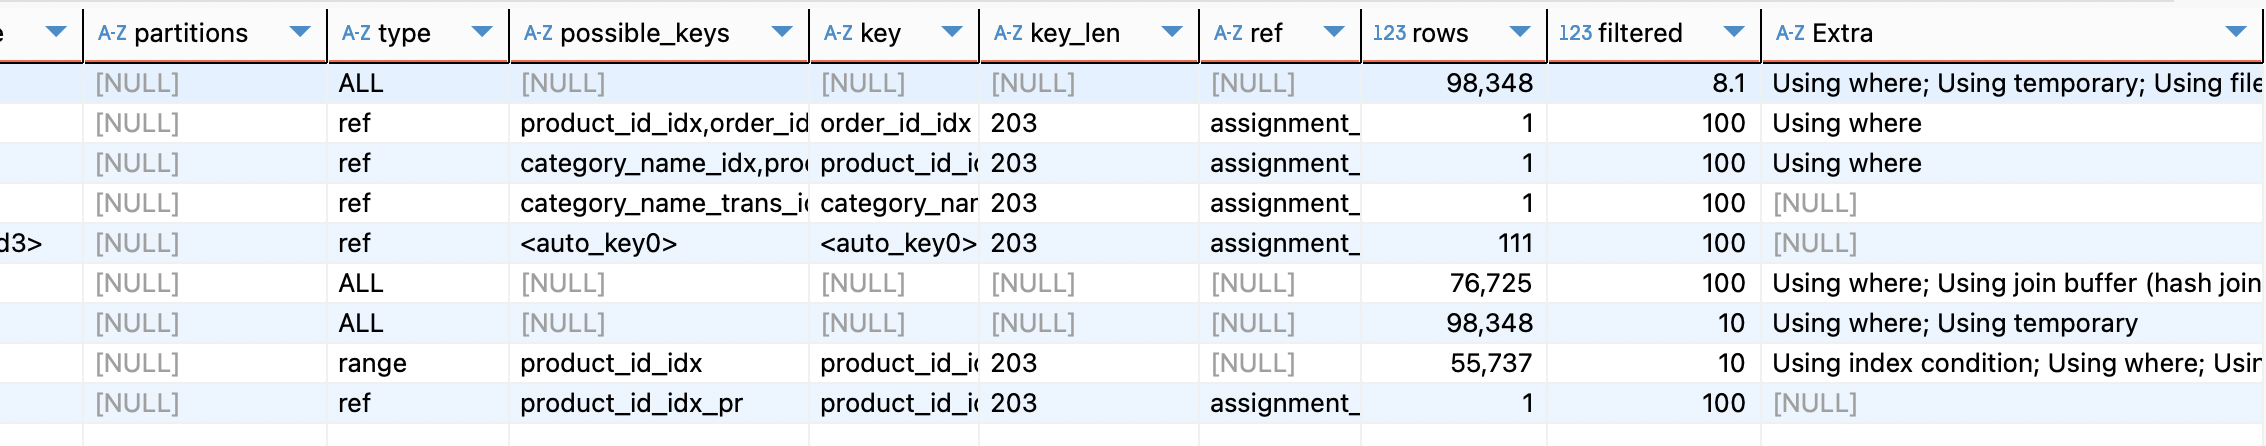 e A-Z partitions A-Z type A-Z possible_keys A-Z key A-Z key_len A-Z ref 123 rows 123 filtered A-Z Extra
[NULL] ALL [NULL] [NULL] [NULL] [NULL] 98,348 8.1 Using where; Using temporary; Using file
[NULL] ref product_id_idx,order_id order_id_idx 203 assignment_ 1 100 Using where
[NULL] ref category_name_idx,pro product_id_i 203 assignment_ 1 100 Using where
[NULL] ref category_name_trans_i category_nar 203 assignment_ 1 100 [NULL]
d3> [NULL] ref <auto_key0> <auto_key0> 203 assignment_ 111 100 [NULL]
[NULL] ALL [NULL] [NULL] [NULL] [NULL] 76,725 100 Using where; Using join buffer (hash join
[NULL] ALL [NULL] [NULL] [NULL] [NULL] 98,348 10 Using where; Using temporary
[NULL] range product_id_idx product_id_i 203 [NULL] 55,737 10 Using index condition; Using where; Usin
[NULL] ref product_id_idx_pr product_id_i 203 assignment_ 1 100 [NULL]